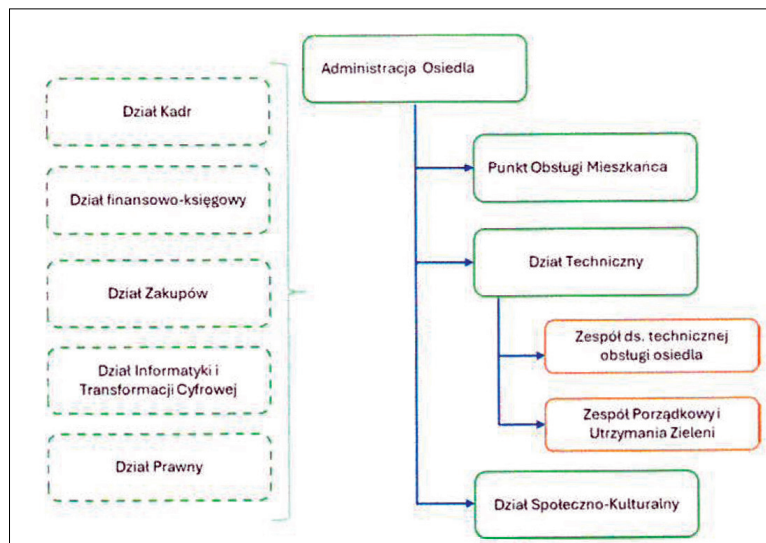 Administracja Osiedla
Dział Kadr
Dział finansowo-księgowy
Dział Zakupów
Dział Informatyki i
Transformacji Cyfrowej
Dział Prawny
Punkt Obsługi Mieszkańca
Dział Techniczny
Zespół ds. technicznej
obsługi osiedla
Zespół Porządkowy i
Utrzymania Zieleni
Dział Społeczno-Kulturalny